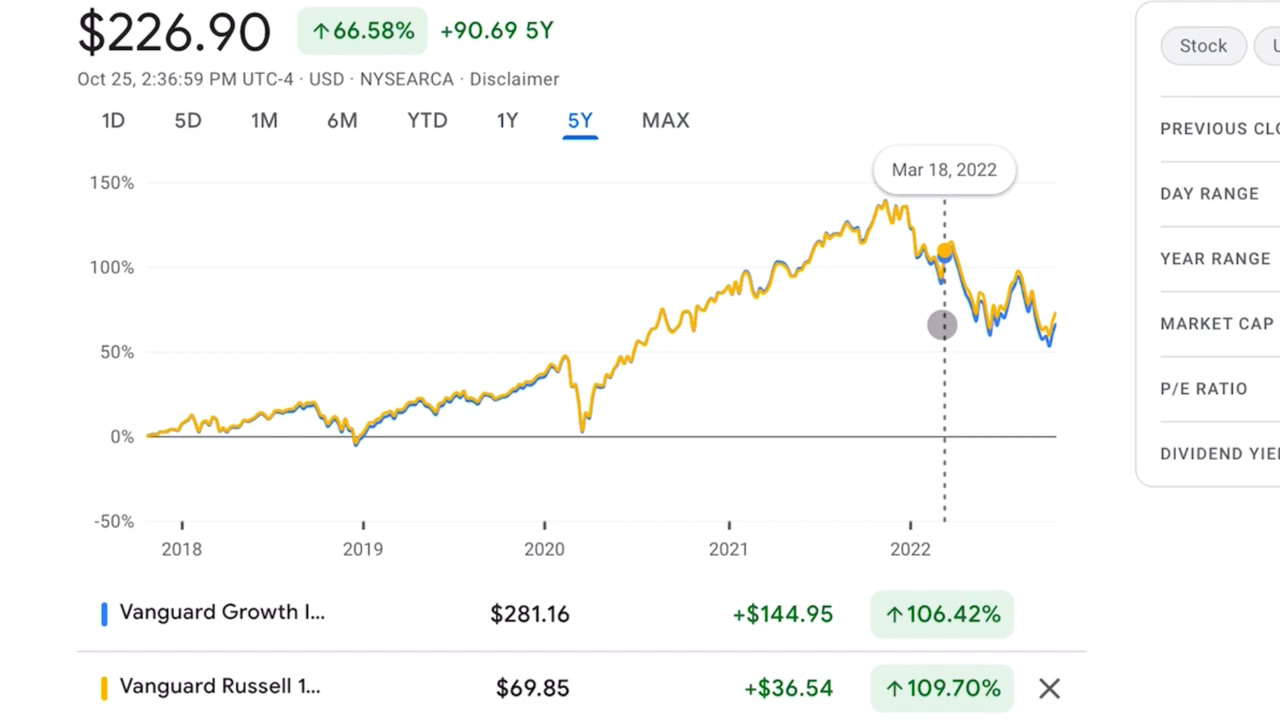 $226.90 ↑66.58% +90.69 5Y
Oct 25, 2:36:59 PM UTC-4 · USD · NYSEARCA · Disclaimer
1D 5D 1M 6M YTD 1Y 5Y MAX
Mar 18, 2022
150%
100%
50%
0%
-50%
2018 2019 2020 2021 2022
Vanguard Growth I... $281.16 +$144.95 ↑106.42%
Vanguard Russell 1... $69.85 +$36.54 ↑109.70%
Stock U
PREVIOUS CLO
DAY RANGE
YEAR RANGE
MARKET CAP
P/E RATIO
DIVIDEND YIE